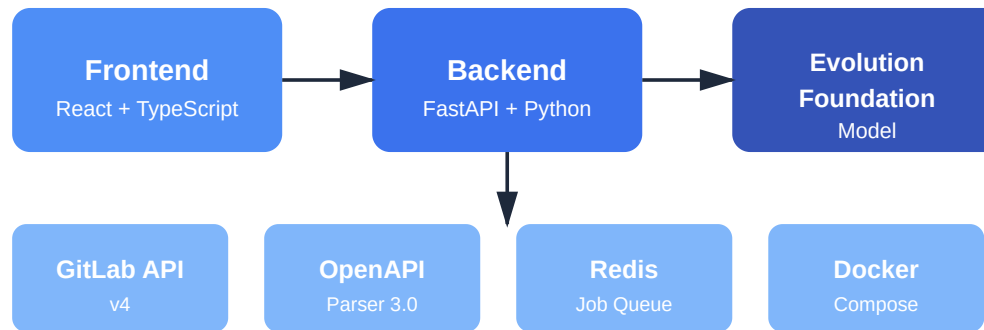 Frontend
React + TypeScript
Backend
FastAPI + Python
Evolution
Foundation
Model
GitLab API
v4
OpenAPI
Parser 3.0
Redis
Job Queue
Docker
Compose